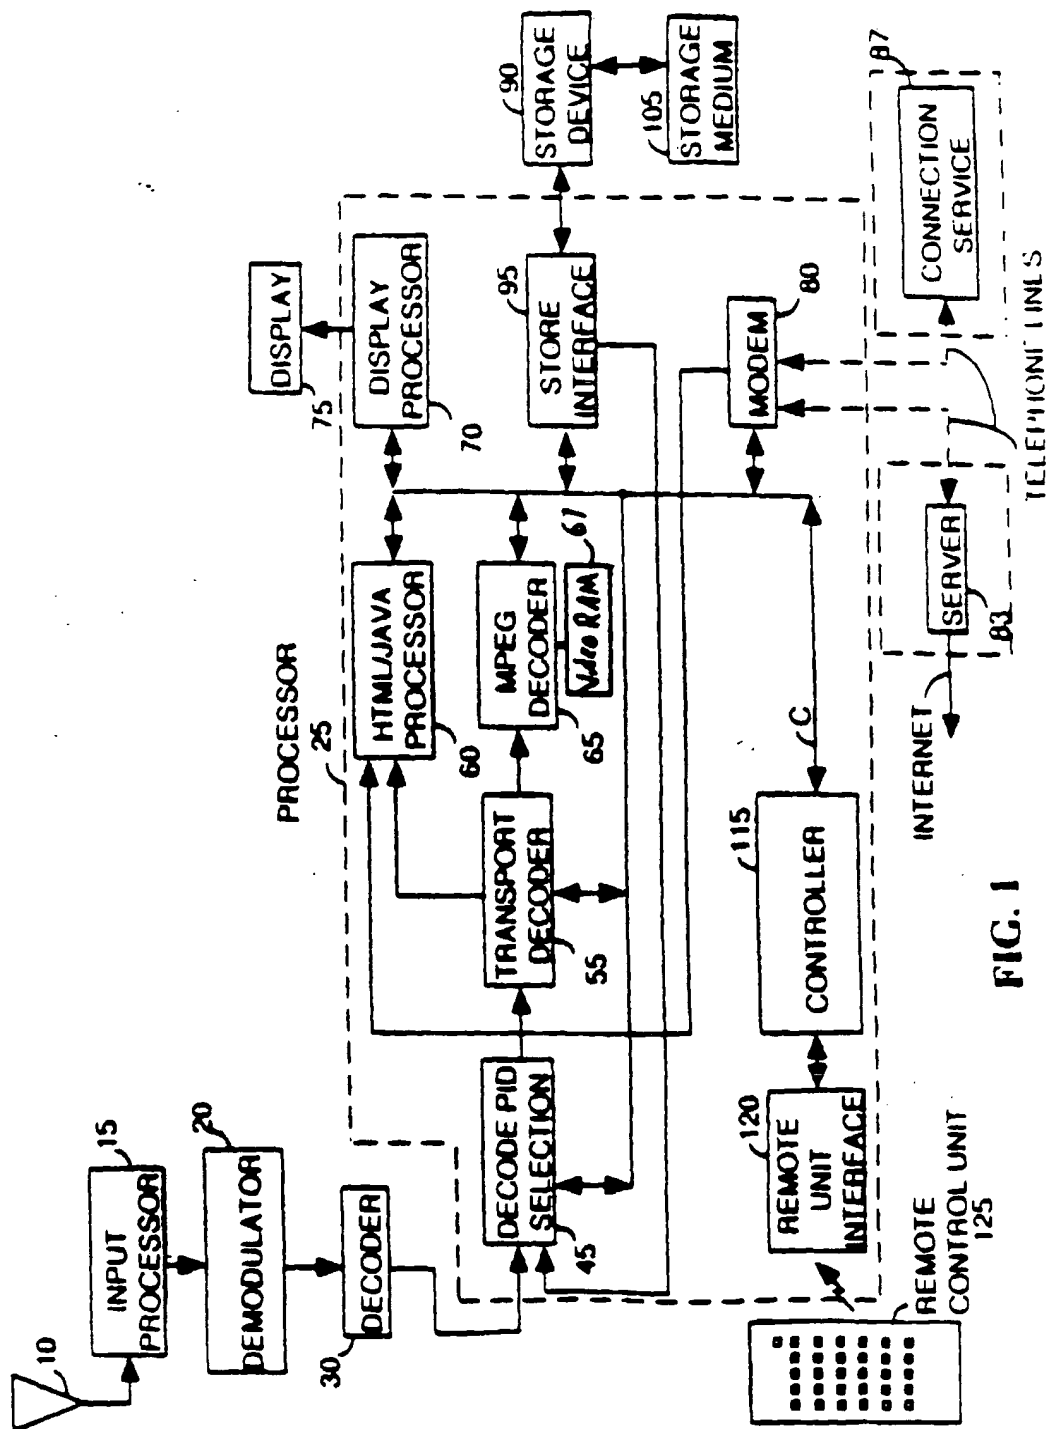 10
INPUT
PROCESSOR
15
DEMODULATOR
20
DECODER
30
PROCESSOR
25
DECODE PID
SELECTION
45
TRANSPORT
DECODER
55
HTML/JAVA
PROCESSOR
60
MPEG
DECODER
65
Video RAM
67
DISPLAY
75
DISPLAY
PROCESSOR
70
STORE
INTERFACE
95
STORAGE
DEVICE
90
105
STORAGE
MEDIUM
MODEM
80
C
CONTROLLER
115
REMOTE
UNIT
INTERFACE
120
REMOTE
CONTROL UNIT
125
INTERNET
SERVER
83
TELEPHONE LINES
CONNECTION
SERVICE
87
FIG. 1